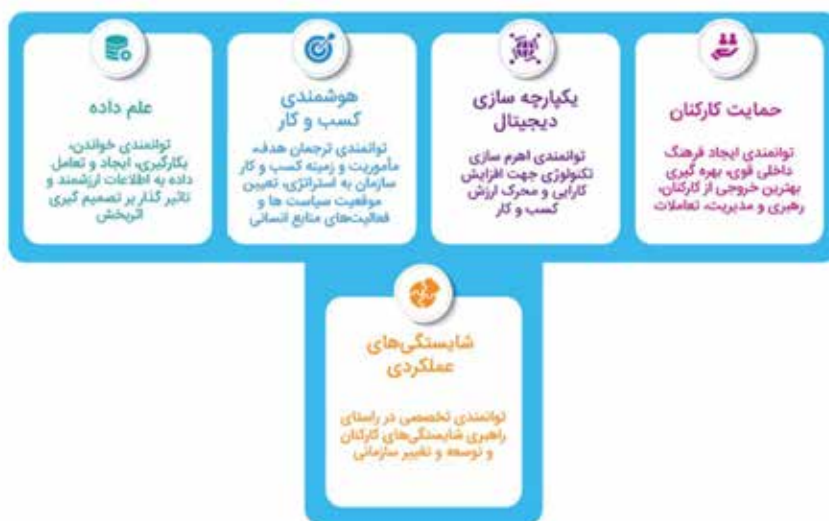 حمایت کارکنان
توانمندی ایجاد فرهنگ
داخلی قوی، بهره گیری
بهترین خروجی از کارکنان،
رهبری و مدیریت، تعاملات
یکپارچه سازی
دیجیتال
توانمندی اهرم سازی
تکنولوژی جهت افزایش
کارایی و محرک ارزش
کسب و کار
هوشمندی
کسب و کار
توانمندی ترجمان هدف،
مأموریت و زمینه کسب و کار
سازمان به استراتژی، تعیین
موقعیت سیاست ها و
فعالیت‌های منابع انسانی
علم داده
توانمندی خواندن،
بکارگیری، ایجاد و تعامل
داده به اطلاعات ارزشمند و
تاثیر گذار بر تصمیم گیری
اثربخش
شایستگی‌های
عملکردی
توانمندی تخصصی در راستای
راهبری شایستگی‌های کارکنان
و توسعه و تغییر سازمانی